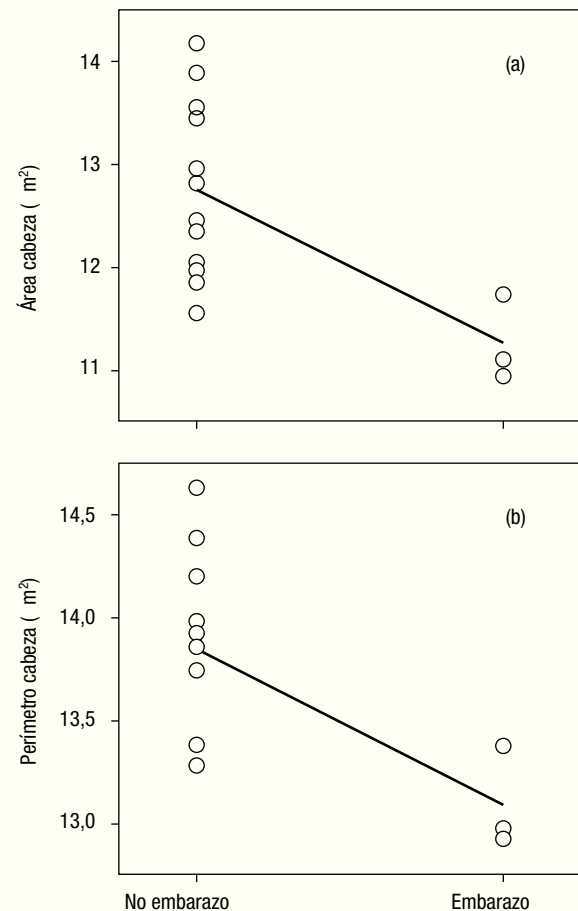 14
(a)
13
Área cabeza ( m²)
12
11
14,5
(b)
14,0
Perímetro cabeza ( m²)
13,5
13,0
No embarazo
Embarazo